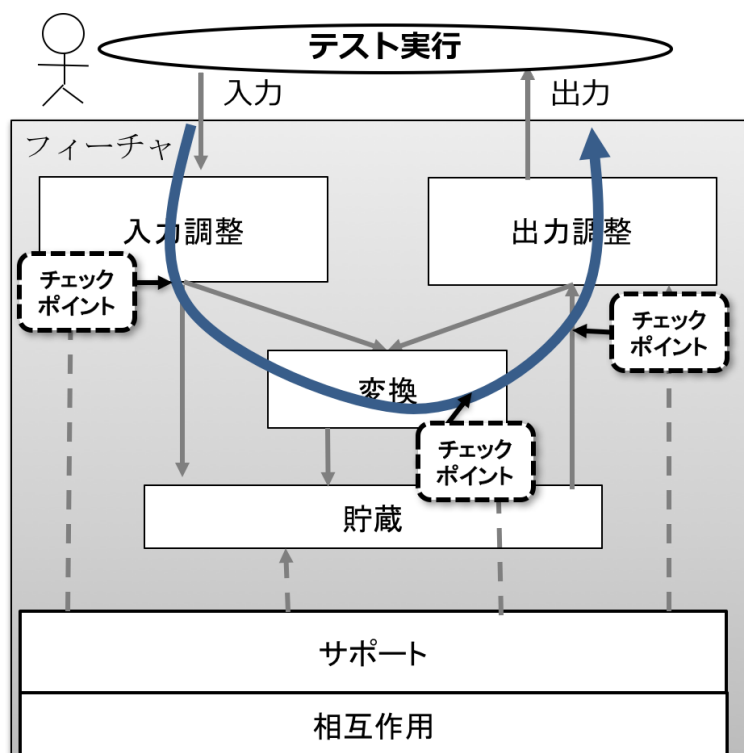 テスト実行
入力
出力
フィーチャ
入力調整
出力調整
チェック
ポイント
チェック
ポイント
変換
チェック
ポイント
貯蔵
サポート
相互作用